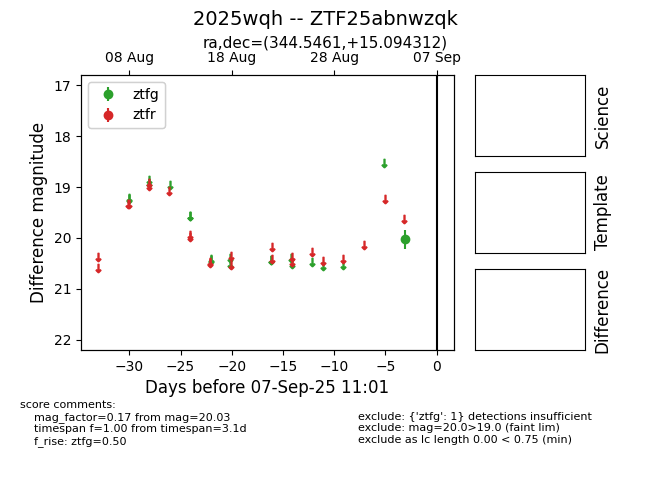 2025wqh -- ZTF25abnwzqk
ra,dec=(344.5461,+15.094312)
08 Aug 18 Aug 28 Aug 07 Sep
ztfg
ztfr
17
18
19
20
21
22
Difference magnitude
−30 −25 −20 −15 −10 −5 0
Days before 07-Sep-25 11:01
Science
Template
Difference
score comments:
mag_factor=0.17 from mag=20.03
timespan f=1.00 from timespan=3.1d
f_rise: ztfg=0.50
exclude: {'ztfg': 1} detections insufficient
exclude: mag=20.0>19.0 (faint lim)
exclude as lc length 0.00 < 0.75 (min)